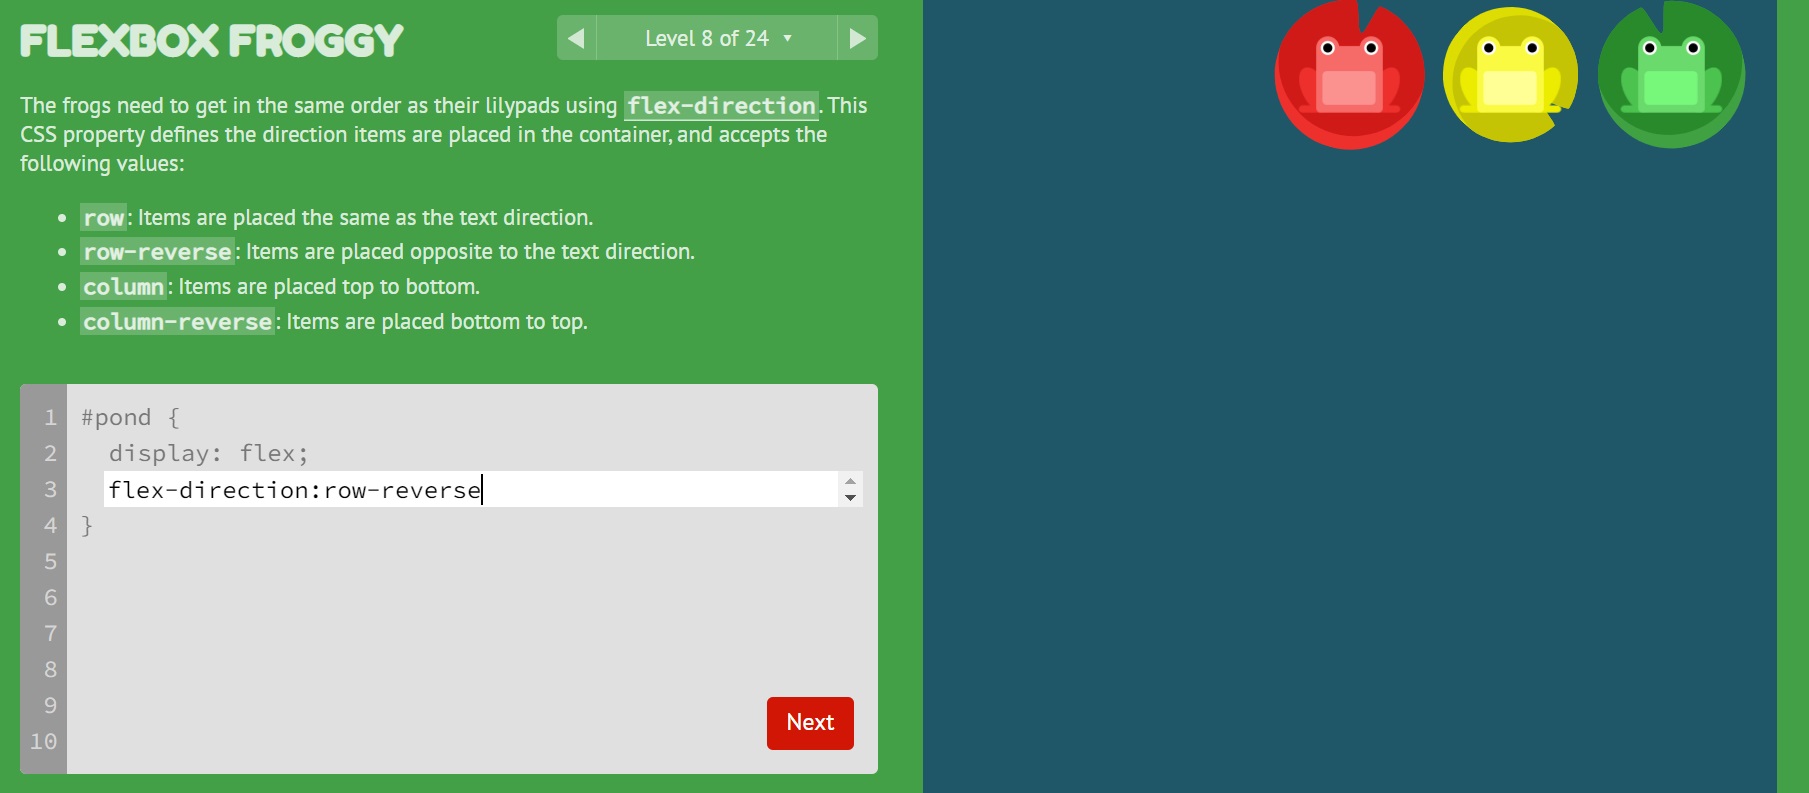 FLEXBOX FROGGY
Level 8 of 24
The frogs need to get in the same order as their lilypads using flex-direction. This
CSS property defines the direction items are placed in the container, and accepts the
following values:
• row: Items are placed the same as the text direction.
• row-reverse: Items are placed opposite to the text direction.
• column: Items are placed top to bottom.
• column-reverse: Items are placed bottom to top.
1 #pond {
2 display: flex;
3 flex-direction:row-reverse
4 }
5
6
7
8
9
10
Next